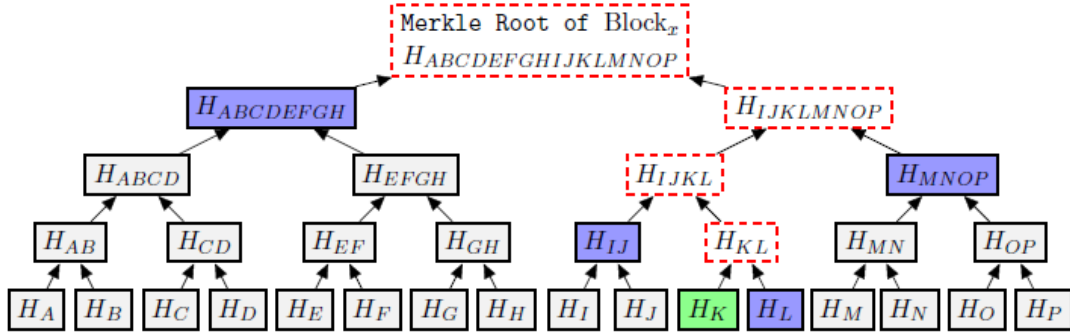 Merkle Root of Block_x
H_ABCDEFGHIJKLMNOP
H_ABCDEFGH H_IJKLMNOP
H_ABCD H_EFGH H_IJKL H_MNOP
H_AB H_CD H_EF H_GH H_IJ H_KL H_MN H_OP
H_A H_B H_C H_D H_E H_F H_G H_H H_I H_J H_K H_L H_M H_N H_O H_P